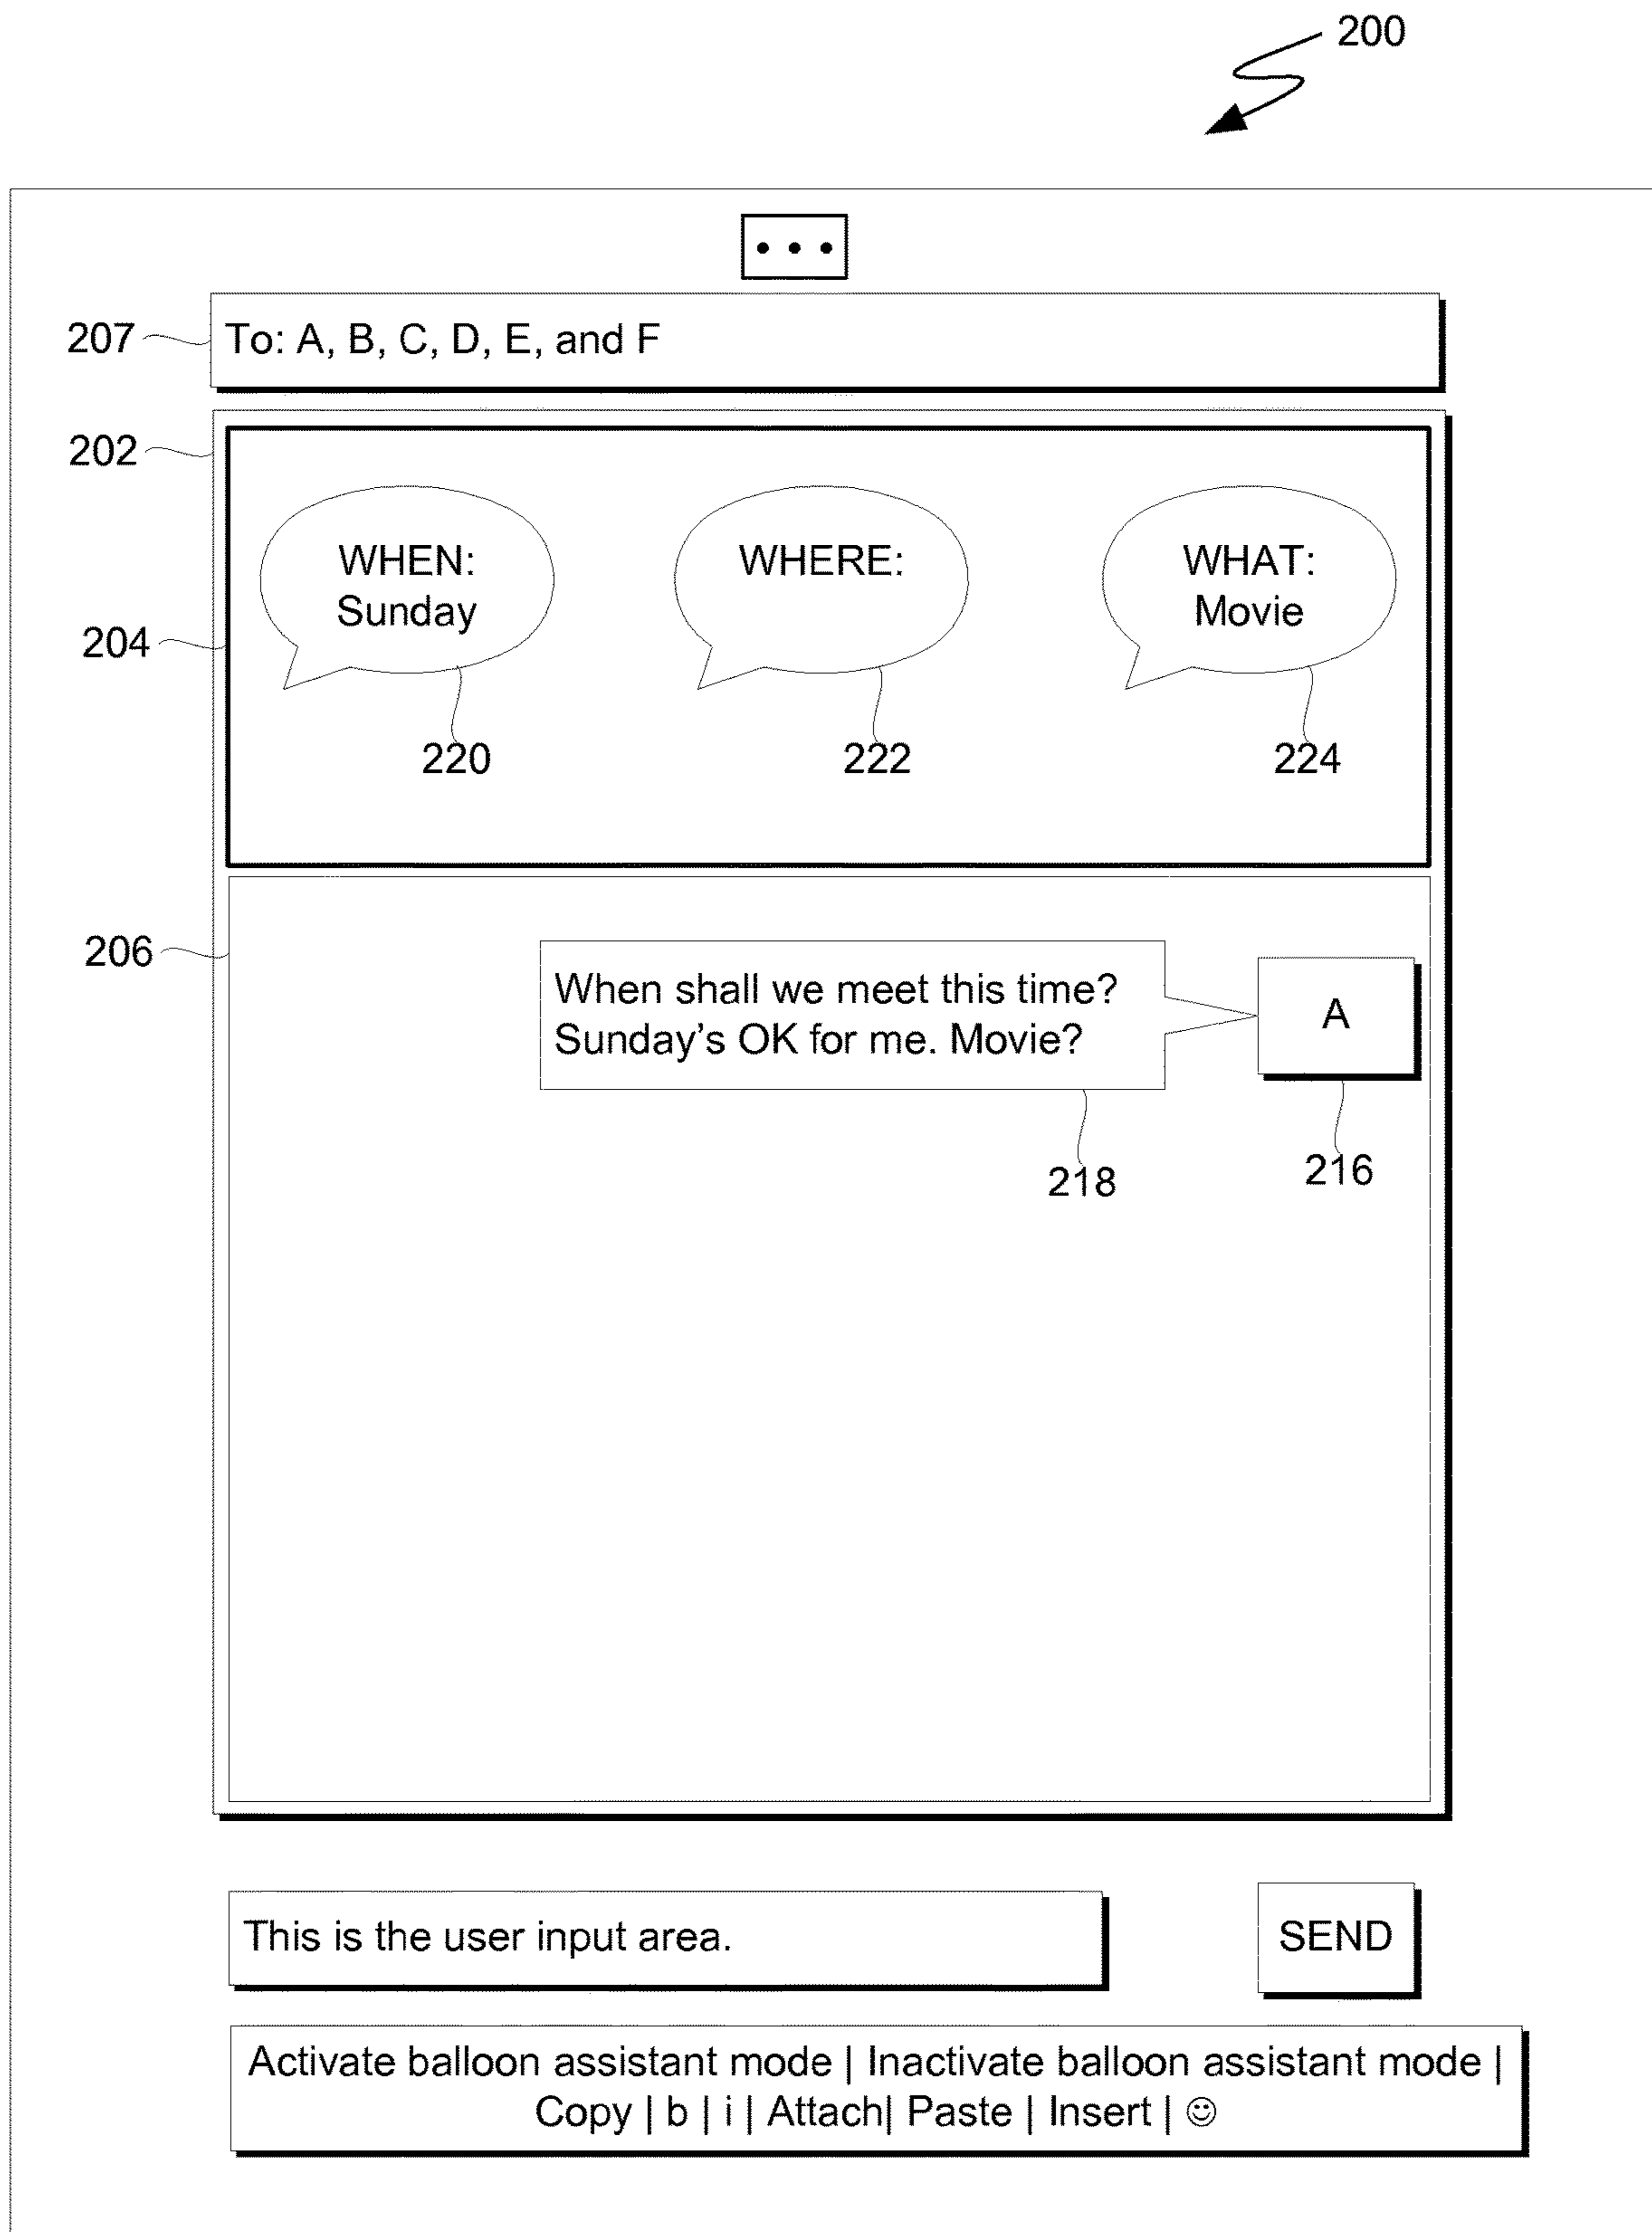 200
• • •
207
To: A, B, C, D, E, and F
202
WHEN:
Sunday
WHERE:
WHAT:
Movie
204
220
222
224
206
When shall we meet this time?
Sunday's OK for me. Movie?
A
218
216
This is the user input area.
SEND
Activate balloon assistant mode | Inactivate balloon assistant mode |
Copy | b | i | Attach| Paste | Insert | ☺